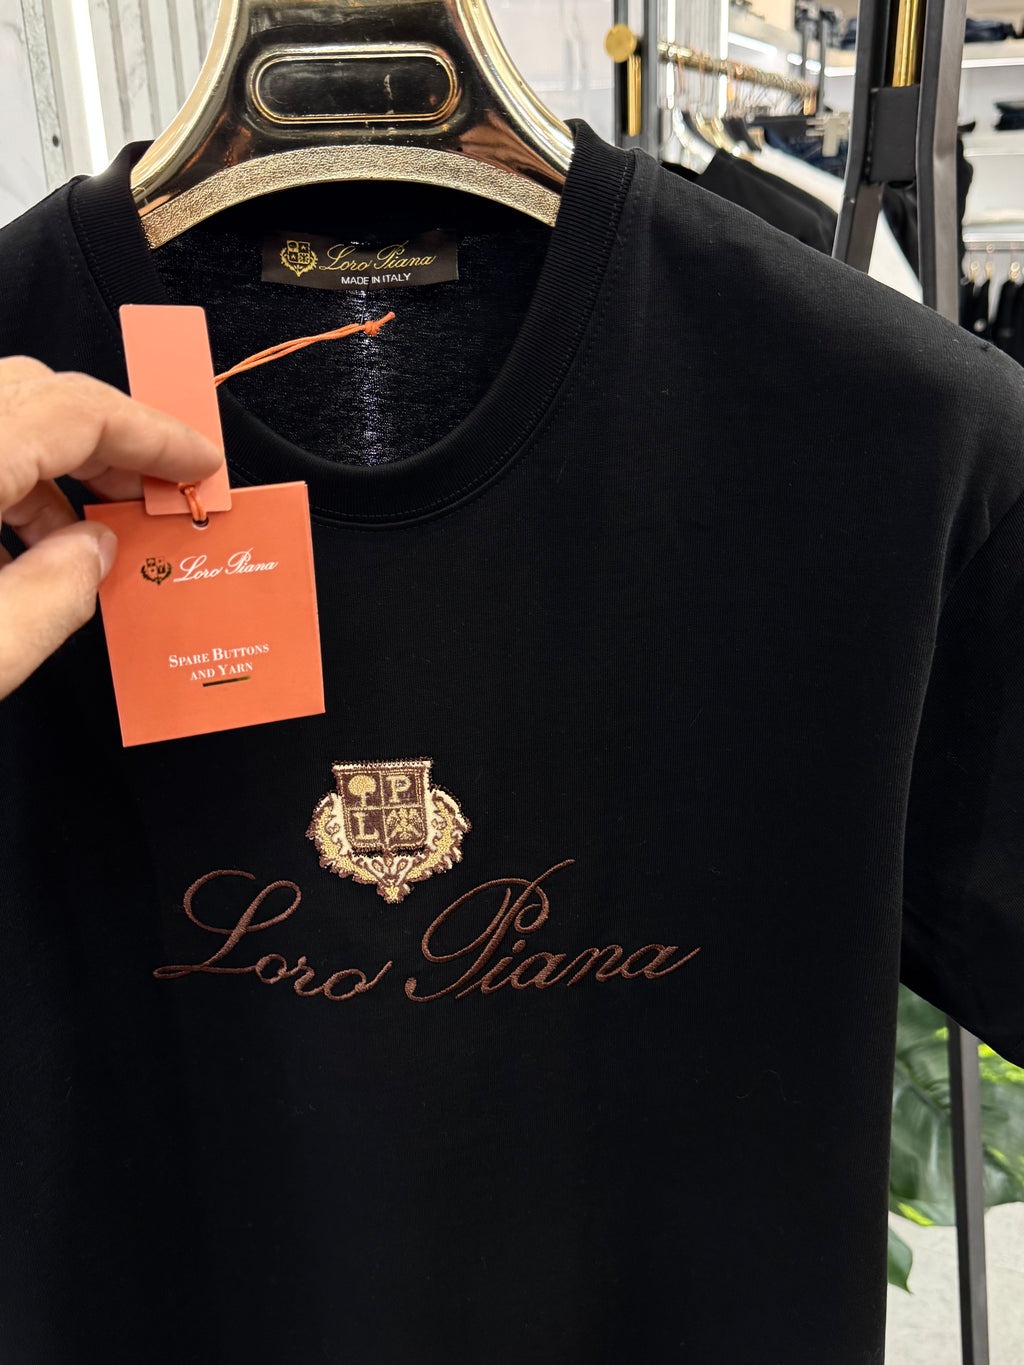 Loro Piana
MADE IN ITALY
Loro Piana
SPARE BUTTONS
AND YARN
P
L
Loro Piana